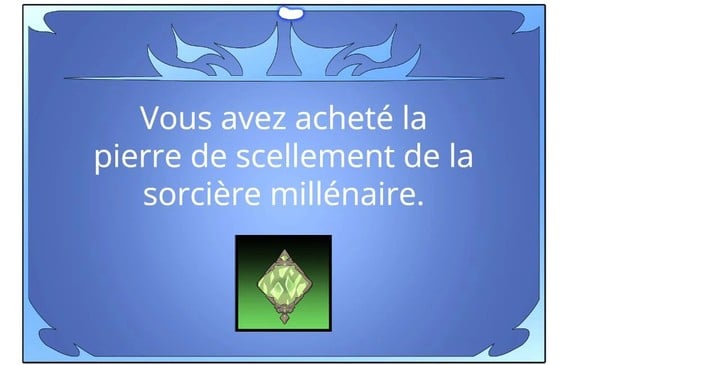 Vous avez acheté la
pierre de scellement de la
sorcière millénaire.